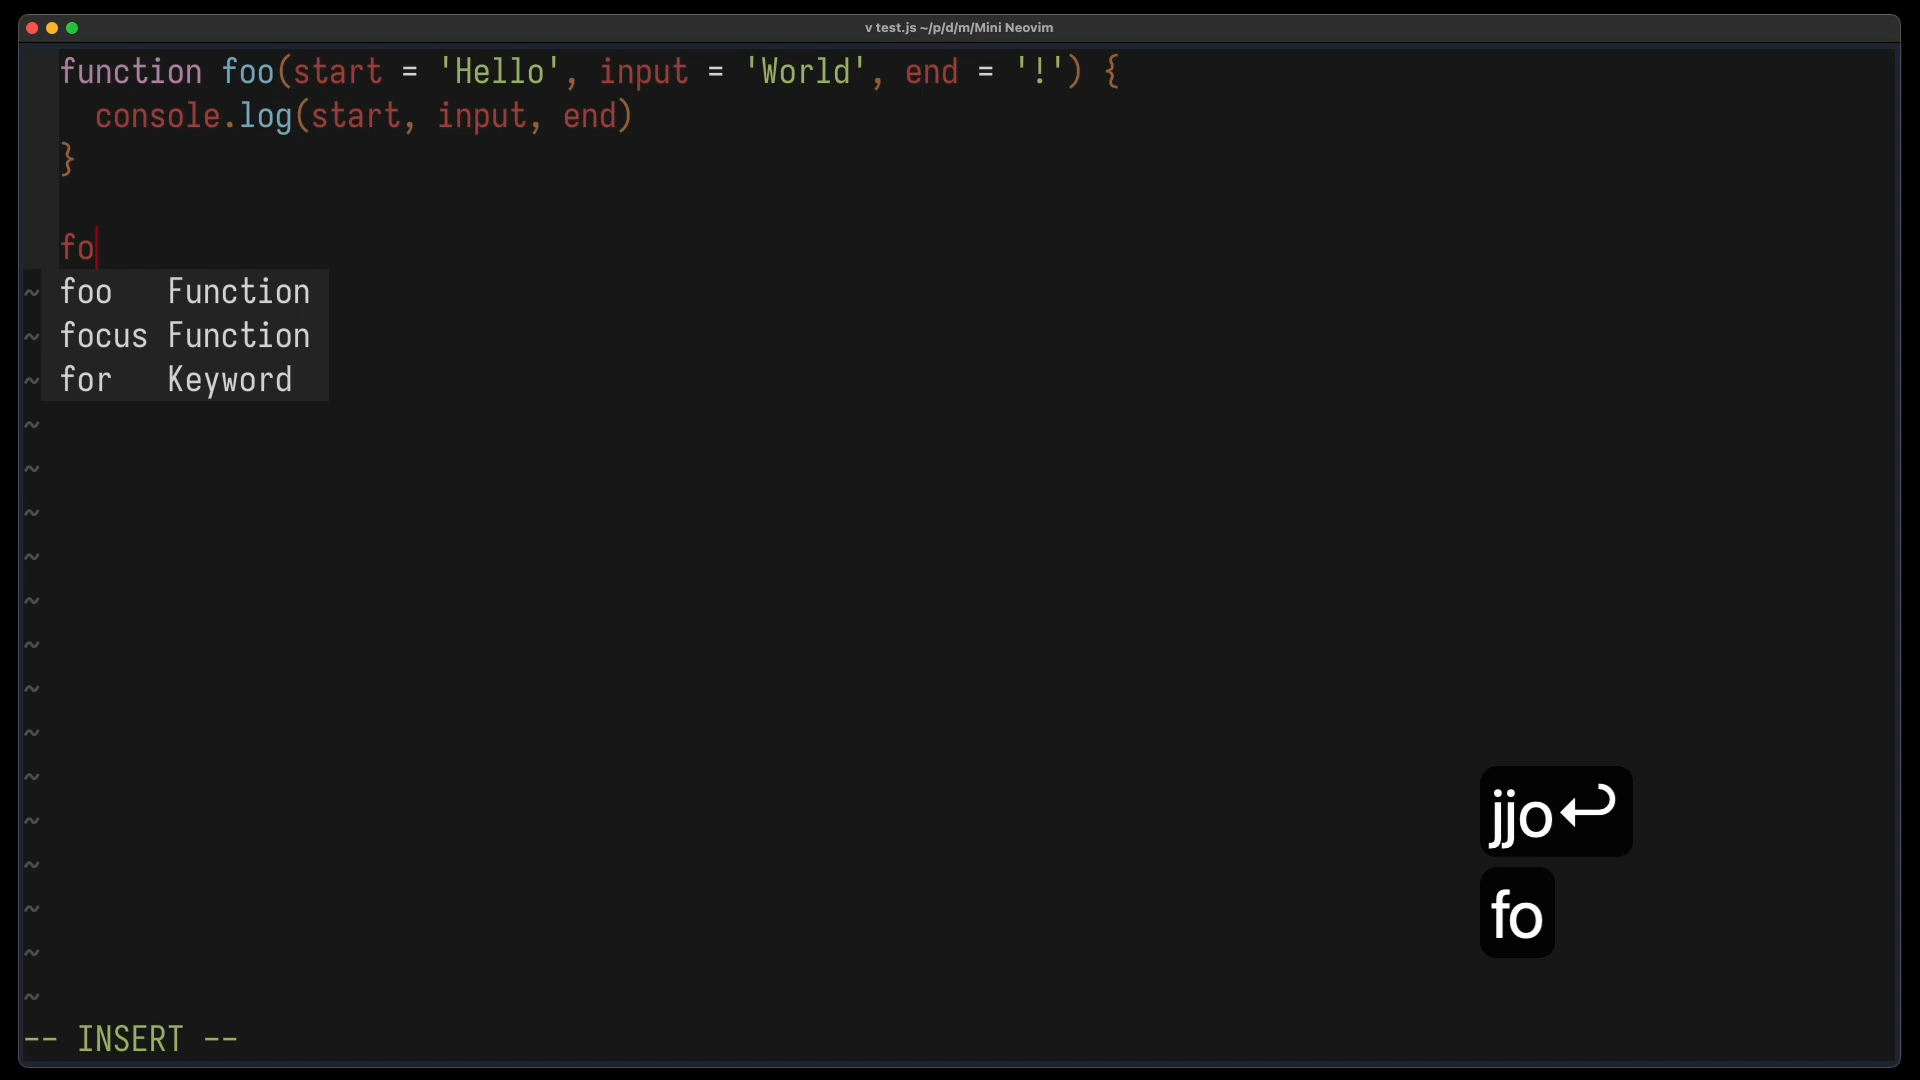 v test.js ~/p/d/m/Mini Neovim
function foo(start = 'Hello', input = 'World', end = '!') {
  console.log(start, input, end)
}
fo
~ foo   Function
~ focus Function
~ for   Keyword
~
~
~
~
~
~
~
~
~
~
~
~
~
~
jjo↩
fo
-- INSERT --